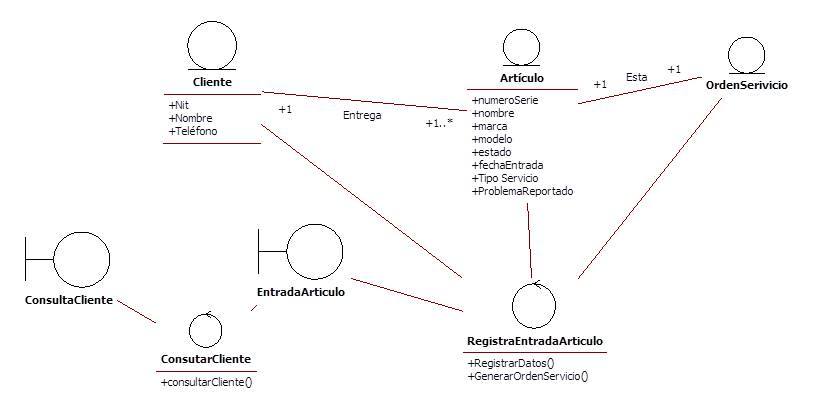 Cliente
+Nit
+Nombre
+Teléfono
+1
Entrega
+1..*
Artículo
+numeroSerie
+nombre
+marca
+modelo
+estado
+fechaEntrada
+Tipo Servicio
+ProblemaReportado
+1
Esta
+1
OrdenSerivicio
ConsultaCliente
EntradaArticulo
ConsutarCliente
+consultarCliente()
RegistraEntradaArticulo
+RegistrarDatos()
+GenerarOrdenServicio()